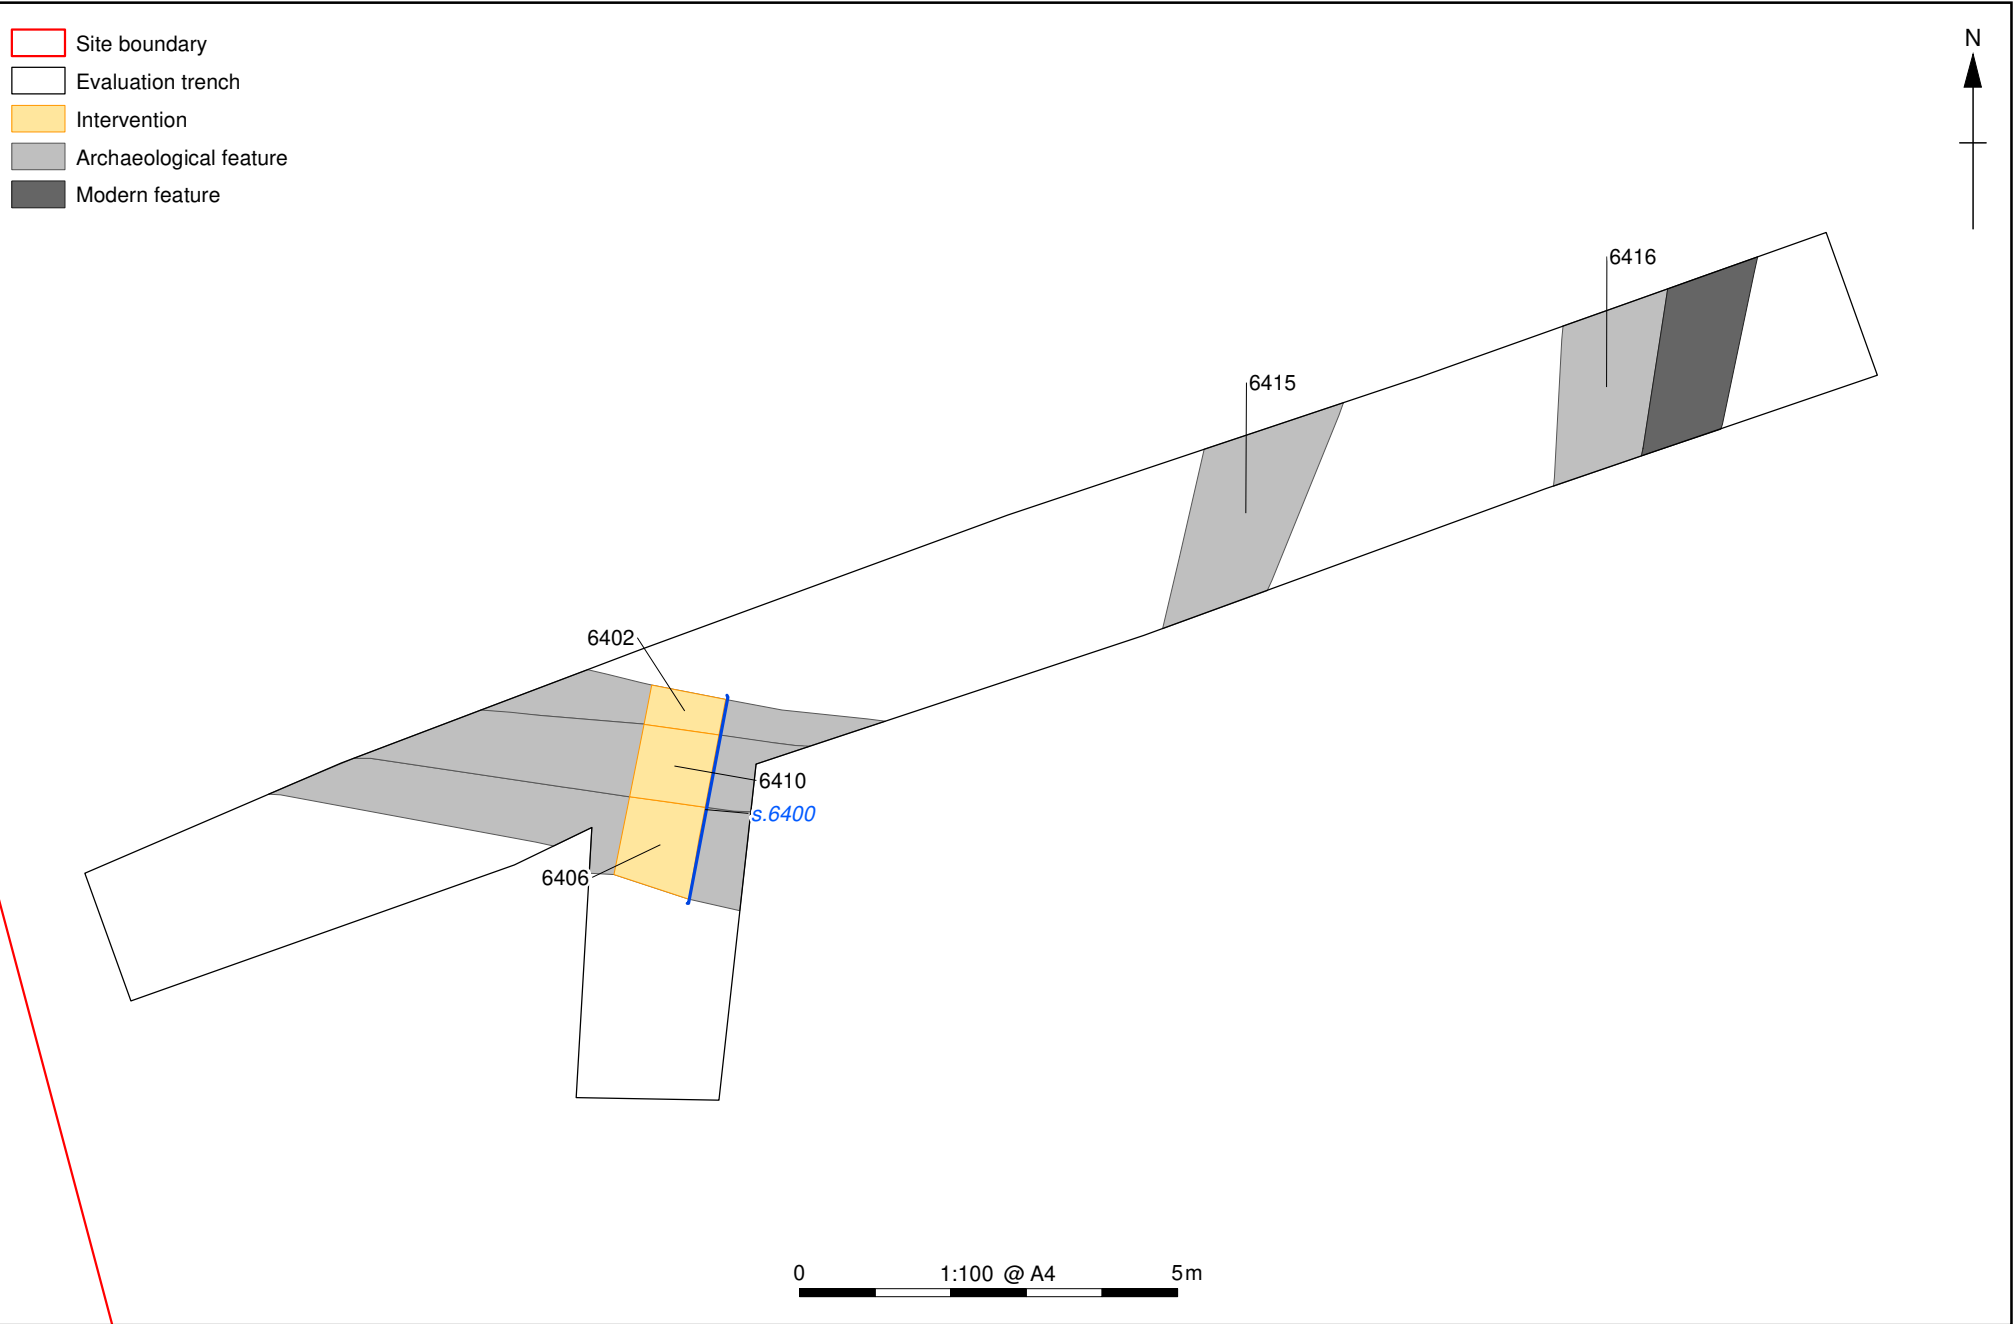 Site boundary
Evaluation trench
Intervention
Archaeological feature
Modern feature
N
6416
6415
6402
6410
s.6400
6406
0 1:100 @ A4 5m